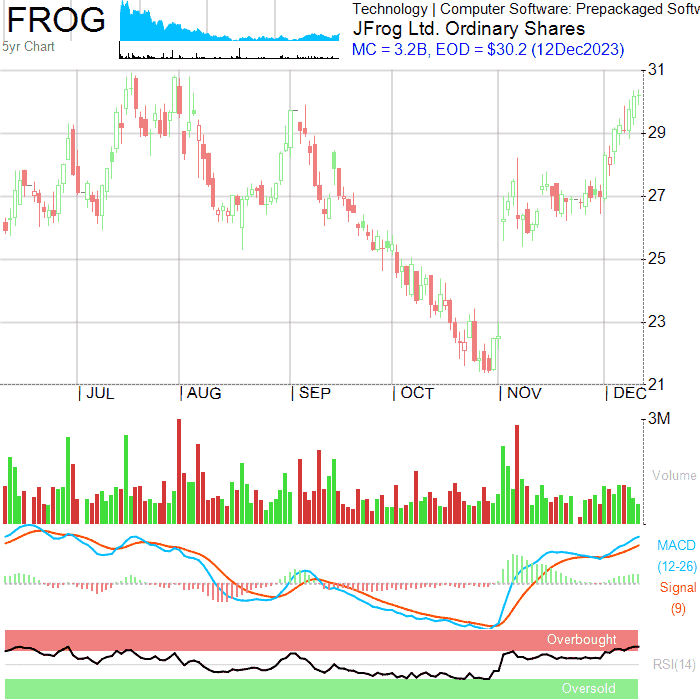 FROG
5yr Chart
Technology | Computer Software: Prepackaged Softw
JFrog Ltd. Ordinary Shares
MC = 3.2B, EOD = $30.2 (12Dec2023)
31
29
27
25
23
21
| JUL | AUG | SEP | OCT | NOV | DEC
3M
Volume
MACD
(12-26)
Signal
(9)
Overbought
RSI(14)
Oversold